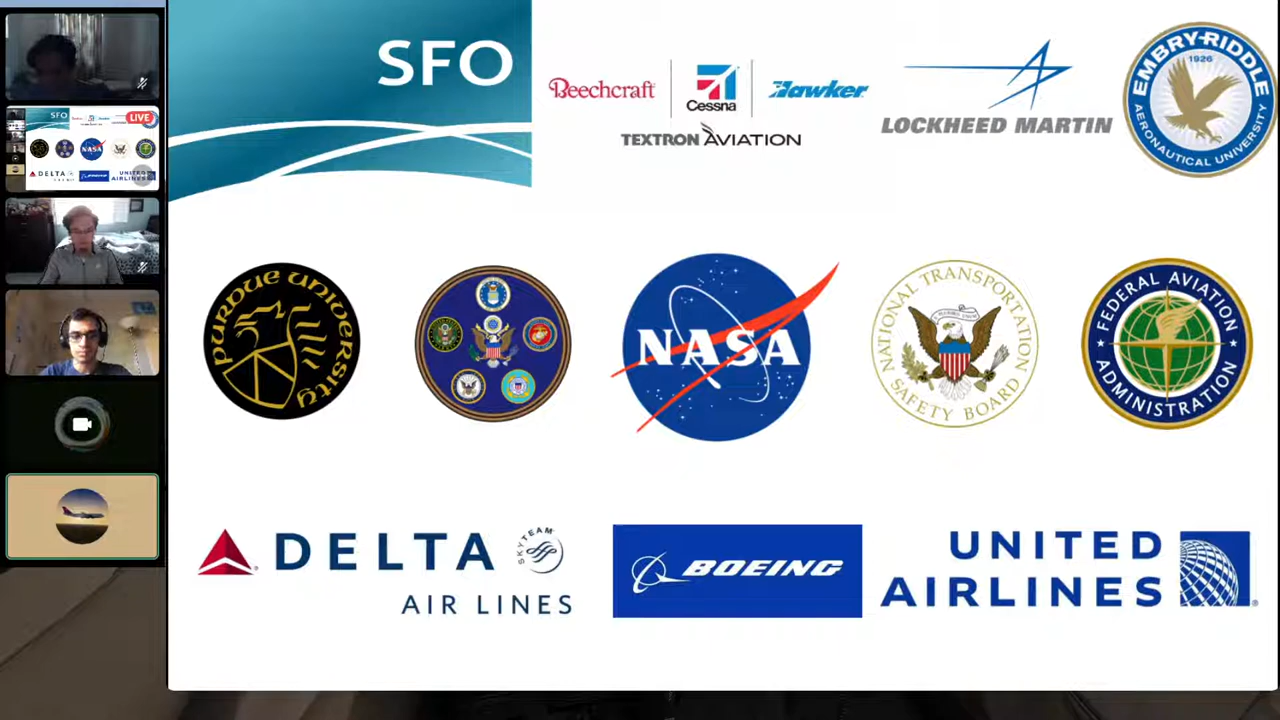 SFO
Beechcraft
Cessna
Hawker
TEXTRON AVIATION
LOCKHEED MARTIN
EMBRY-RIDDLE
1926
AERONAUTICAL UNIVERSITY
LIVE
PURDUE UNIVERSITY
NASA
NATIONAL TRANSPORTATION
SAFETY BOARD
FEDERAL AVIATION
ADMINISTRATION
DELTA
SKYTEAM
AIR LINES
BOEING
UNITED
AIRLINES